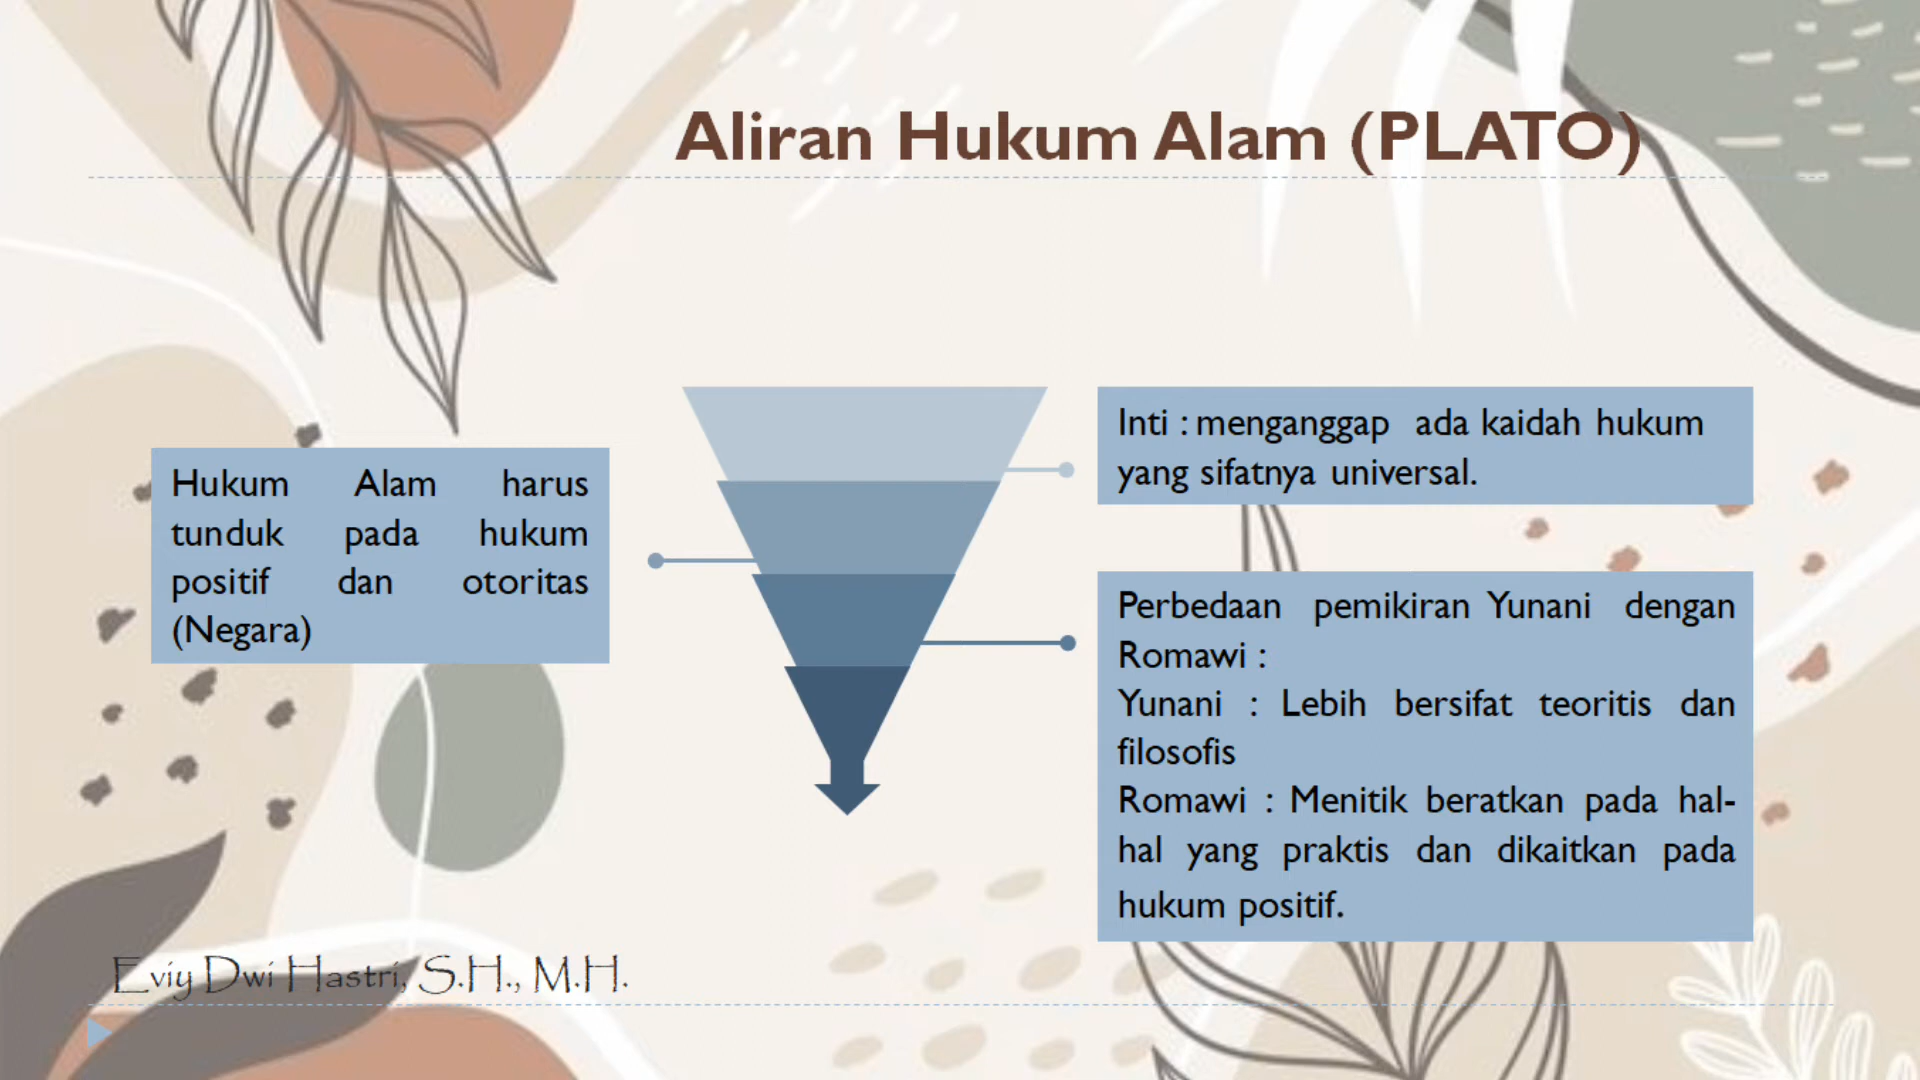 Aliran Hukum Alam (PLATO)
Hukum Alam harus
tunduk pada hukum
positif dan otoritas
(Negara)
Inti : menganggap ada kaidah hukum
yang sifatnya universal.
Perbedaan pemikiran Yunani dengan
Romawi :
Yunani : Lebih bersifat teoritis dan
filosofis
Romawi : Menitik beratkan pada hal-
hal yang praktis dan dikaitkan pada
hukum positif.
Eviy Dwi Hastri, S.H., M.H.